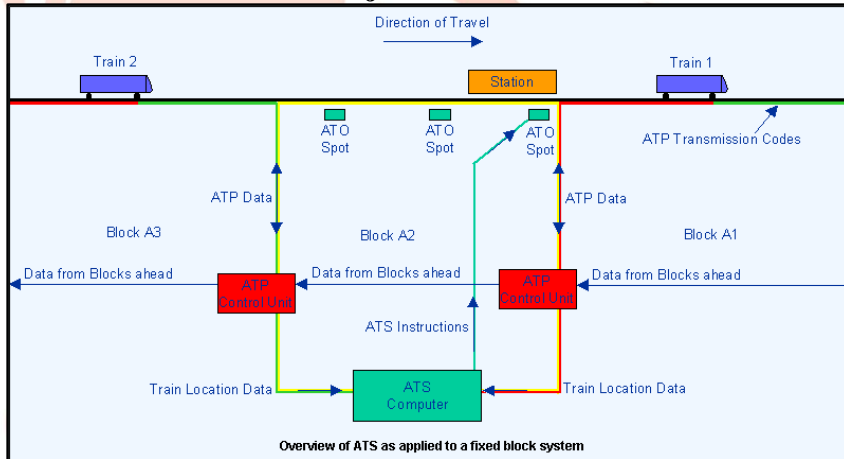 Direction of Travel
Train 2
Station
Train 1
ATO
Spot
ATO
Spot
ATO
Spot
ATP Transmission Codes
ATP Data
ATP Data
Block A3
Block A2
Block A1
Data from Blocks ahead
ATP
Control Unit
Data from Blocks ahead
ATP
Control Unit
Data from Blocks ahead
ATS Instructions
Train Location Data
ATS
Computer
Train Location Data
Overview of ATS as applied to a fixed block system